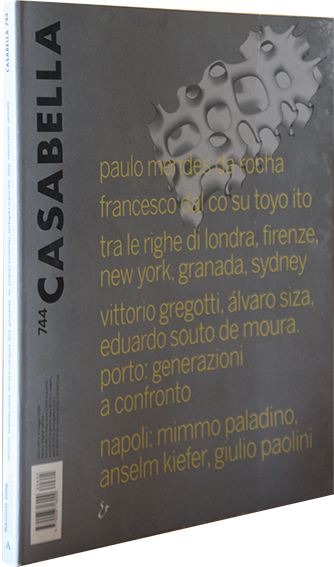 CASABELLA 744
744 CASABELLA
paulo mendes da rocha
francesco dal co su toyo ito
tra le righe di londra, firenze,
new york, granada, sydney
vittorio gregotti, álvaro siza,
eduardo souto de moura.
porto: generazioni
a confronto
napoli: mimmo paladino,
anselm kiefer, giulio paolini